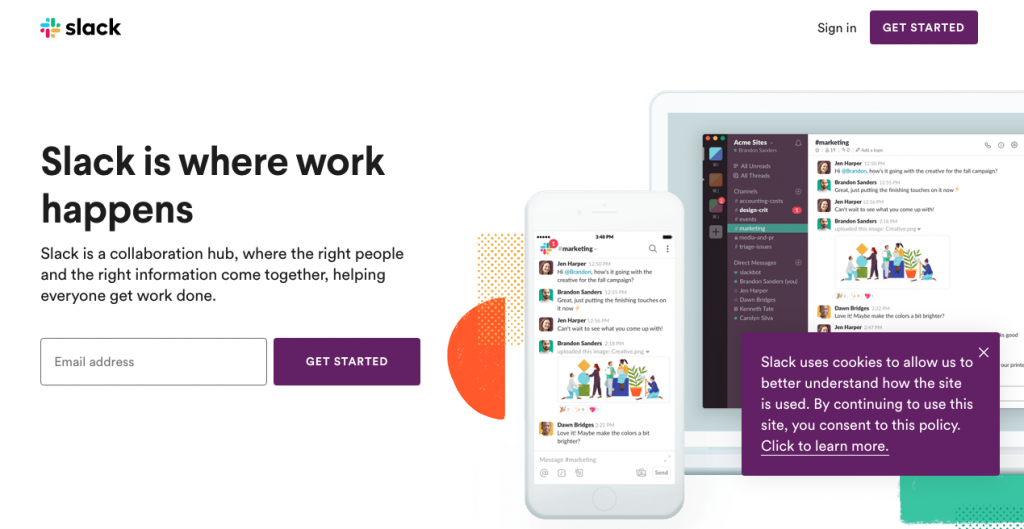 slack
Sign in
GET STARTED
Slack is where work
happens
Slack is a collaboration hub, where the right people
and the right information come together, helping
everyone get work done.
Email address
GET STARTED
3:48 PM
1
#marketing
Jen Harper 12:50 PM
Hi @Brandon, how's it going with the
creative for the fall campaign?
Brandon Sanders 12:55 PM
Great, just putting the finishing touches on
it now
Jen Harper 12:56 PM
Can't wait to see what you come up with!
Brandon Sanders 2:18 PM
uploaded this image: Creative.png
Dawn Bridges 2:22 PM
Love it! Maybe make the colors a bit
brighter?
Message #marketing
Send
Acme Sites
Brandon Sanders
All Unreads
All Threads
Channels
# accounting-costs
# design-crit 1
# events
# marketing
media-and-pr
# triage-issues
Direct Messages
slackbot
Brandon Sanders (you)
Jen Harper
Dawn Bridges
Kenneth Tate
Carolyn Silva
#marketing
Add a topic
Jen Harper 12:50 PM
Hi @Brandon, how's it going with the creative for the fall campaign?
Brandon Sanders 12:55 PM
Great, just putting the finishing touches on it now
Jen Harper 12:56 PM
Can't wait to see what you come up with!
Brandon Sanders 2:18 PM
uploaded this image: Creative.png
Dawn Bridges 2:22 PM
Love it! Maybe make the colors a bit brighter?
Jen Harper 2:47 PM
Slack uses cookies to allow us to
better understand how the site
is used. By continuing to use this
site, you consent to this policy.
Click to learn more.